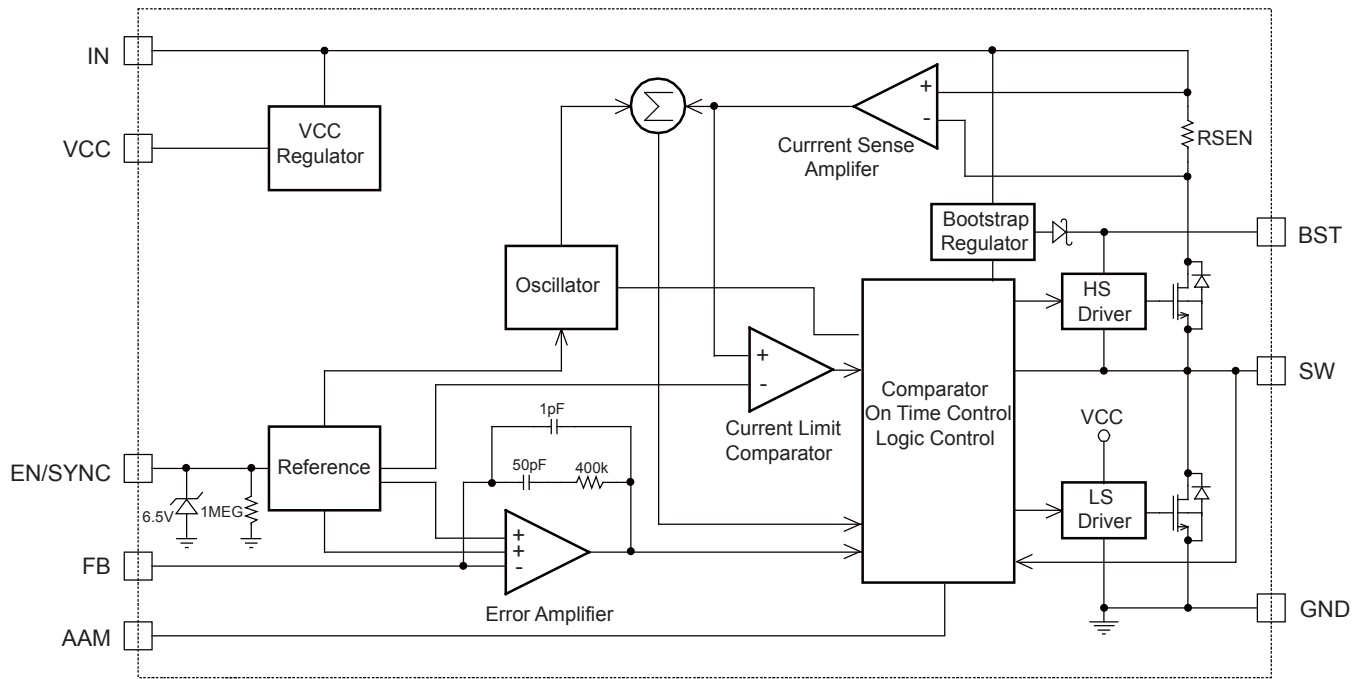 IN
VCC
VCC
Regulator
Σ
+
-
Currrent Sense
Amplifer
RSEN
Bootstrap
Regulator
BST
Oscillator
HS
Driver
+
-
Current Limit
Comparator
Comparator
On Time Control
Logic Control
SW
VCC
1pF
50pF
400k
EN/SYNC
Reference
6.5V
1MEG
LS
Driver
+
+
-
FB
Error Amplifier
GND
AAM